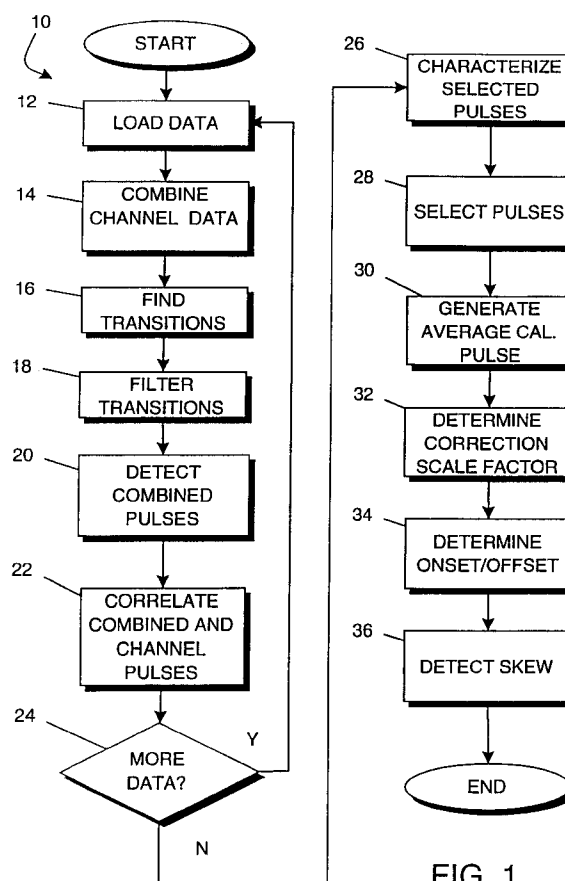 10
START
12
LOAD DATA
14
COMBINE
CHANNEL DATA
16
FIND
TRANSITIONS
18
FILTER
TRANSITIONS
20
DETECT
COMBINED
PULSES
22
CORRELATE
COMBINED AND
CHANNEL
PULSES
24
MORE
DATA?
Y
N
26
CHARACTERIZE
SELECTED
PULSES
28
SELECT PULSES
30
GENERATE
AVERAGE CAL.
PULSE
32
DETERMINE
CORRECTION
SCALE FACTOR
34
DETERMINE
ONSET/OFFSET
36
DETECT SKEW
END
FIG. 1